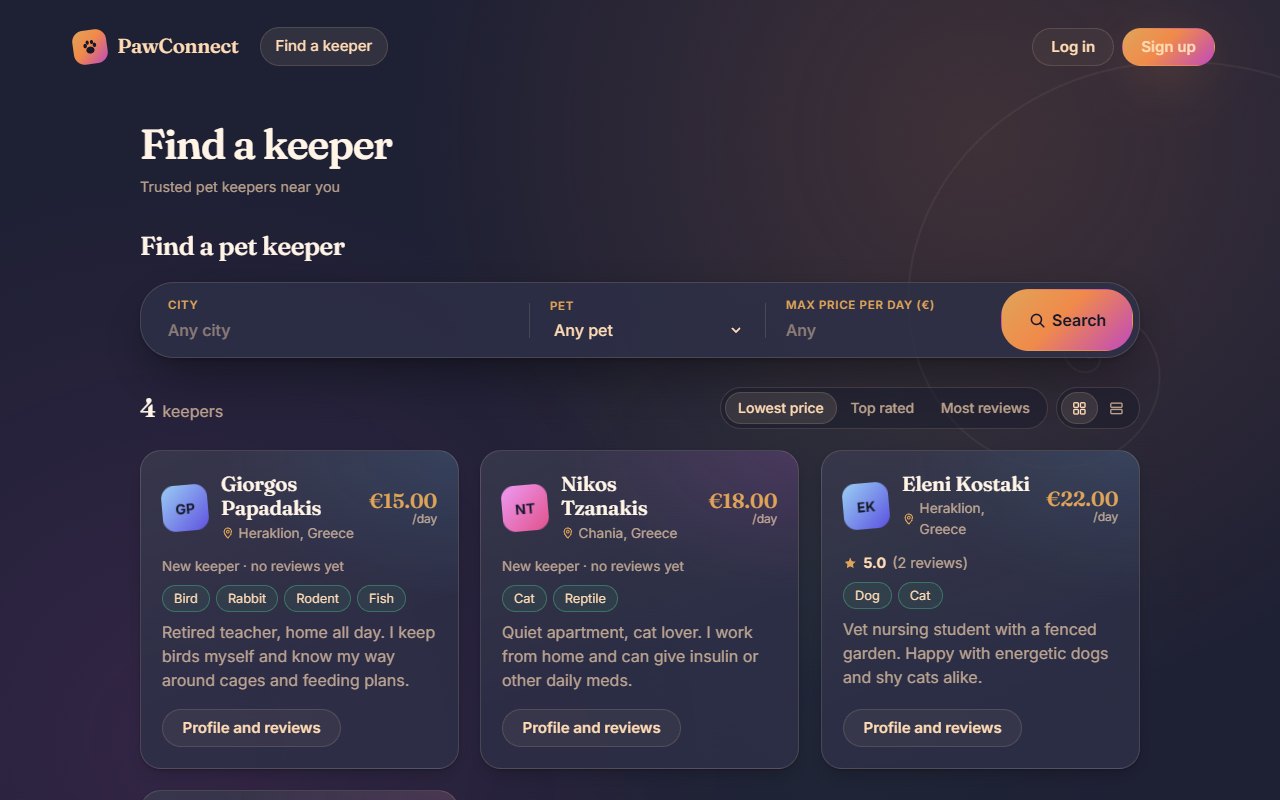 PawConnect
Find a keeper
Log in
Sign up
Find a keeper
Trusted pet keepers near you
Find a pet keeper
CITY
Any city
PET
Any pet
MAX PRICE PER DAY (€)
Any
Search
4 keepers
Lowest price
Top rated
Most reviews
GP
Giorgos
Papadakis
Heraklion, Greece
€15.00
/day
New keeper · no reviews yet
Bird
Rabbit
Rodent
Fish
Retired teacher, home all day. I keep
birds myself and know my way
around cages and feeding plans.
Profile and reviews
NT
Nikos
Tzanakis
Chania, Greece
€18.00
/day
New keeper · no reviews yet
Cat
Reptile
Quiet apartment, cat lover. I work
from home and can give insulin or
other daily meds.
Profile and reviews
EK
Eleni Kostaki
Heraklion,
Greece
€22.00
/day
5.0 (2 reviews)
Dog
Cat
Vet nursing student with a fenced
garden. Happy with energetic dogs
and shy cats alike.
Profile and reviews